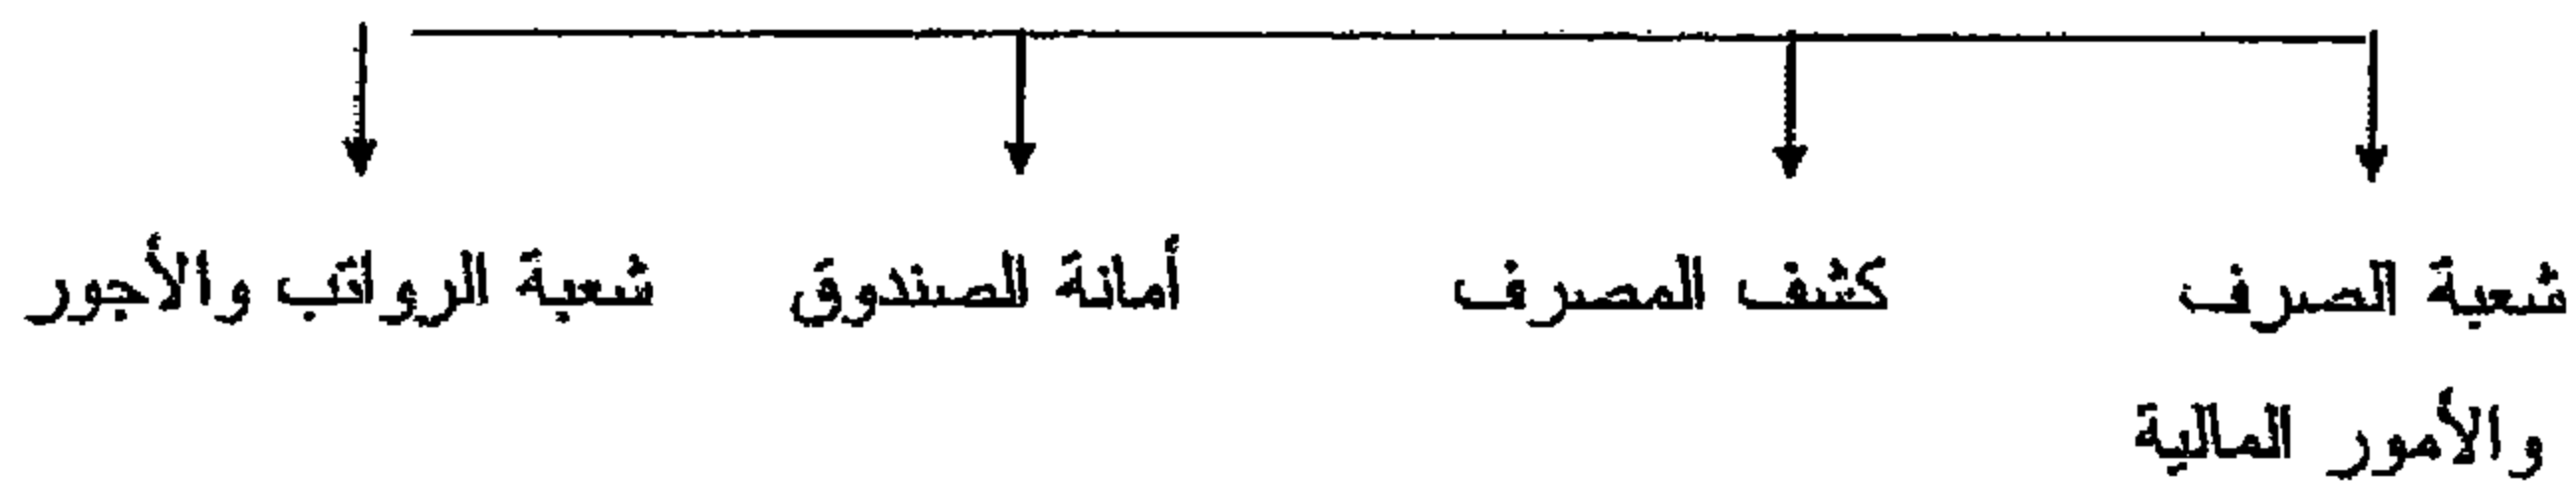 شعبة الصرف كشف المصرف أمانة الصندوق شعبة الرواتب والأجور
والأمور المالية